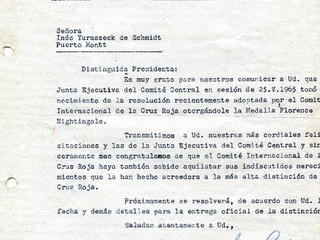 Señora
Inés Yuraszeck de Schmidt
Puerto Montt
Distinguida Presidenta:
Es muy grato para nosotros comunicar a Ud. que
Junta Ejecutiva del Comité Central en sesión de 25.V.1965 tomó
nocimiento de la resolución recientemente adoptada por el Comit
Internacional de la Cruz Roja otorgándole la Medalla Florence
Nightingale.
Transmitimos a Ud. nuestras más cordiales feli
citaciones y las de la Junta Ejecutiva del Comité Central y sin
ceramente nos congratulamos de que el Comité Internacional de l
Cruz Roja haya también sabido aquilatar sus indiscutidos mereci
mientos que la han hecho acreedora a la más alta distinción de
Cruz Roja.
Próximamente se resolverá, de acuerdo con Ud. l
fecha y demás detalles para la entrega oficial de la distinción
Saludan atentamente a Ud.,